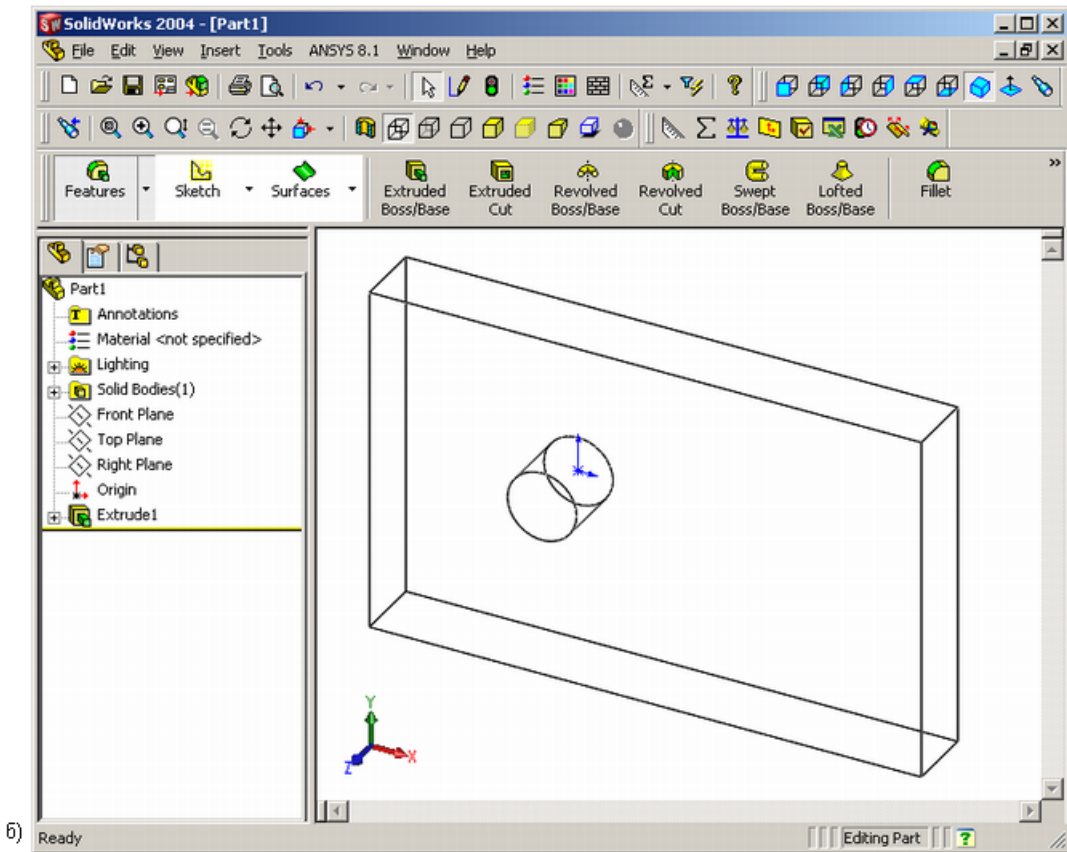 SolidWorks 2004 - [Part1]
File Edit View Insert Tools ANSYS 8.1 Window Help
Features Sketch Surfaces Extruded Boss/Base Extruded Cut Revolved Boss/Base Revolved Cut Swept Boss/Base Lofted Boss/Base Fillet »
Part1
Annotations
Material <not specified>
Lighting
Solid Bodies(1)
Front Plane
Top Plane
Right Plane
Origin
Extrude1
Y
X
Z
б)
Ready Editing Part